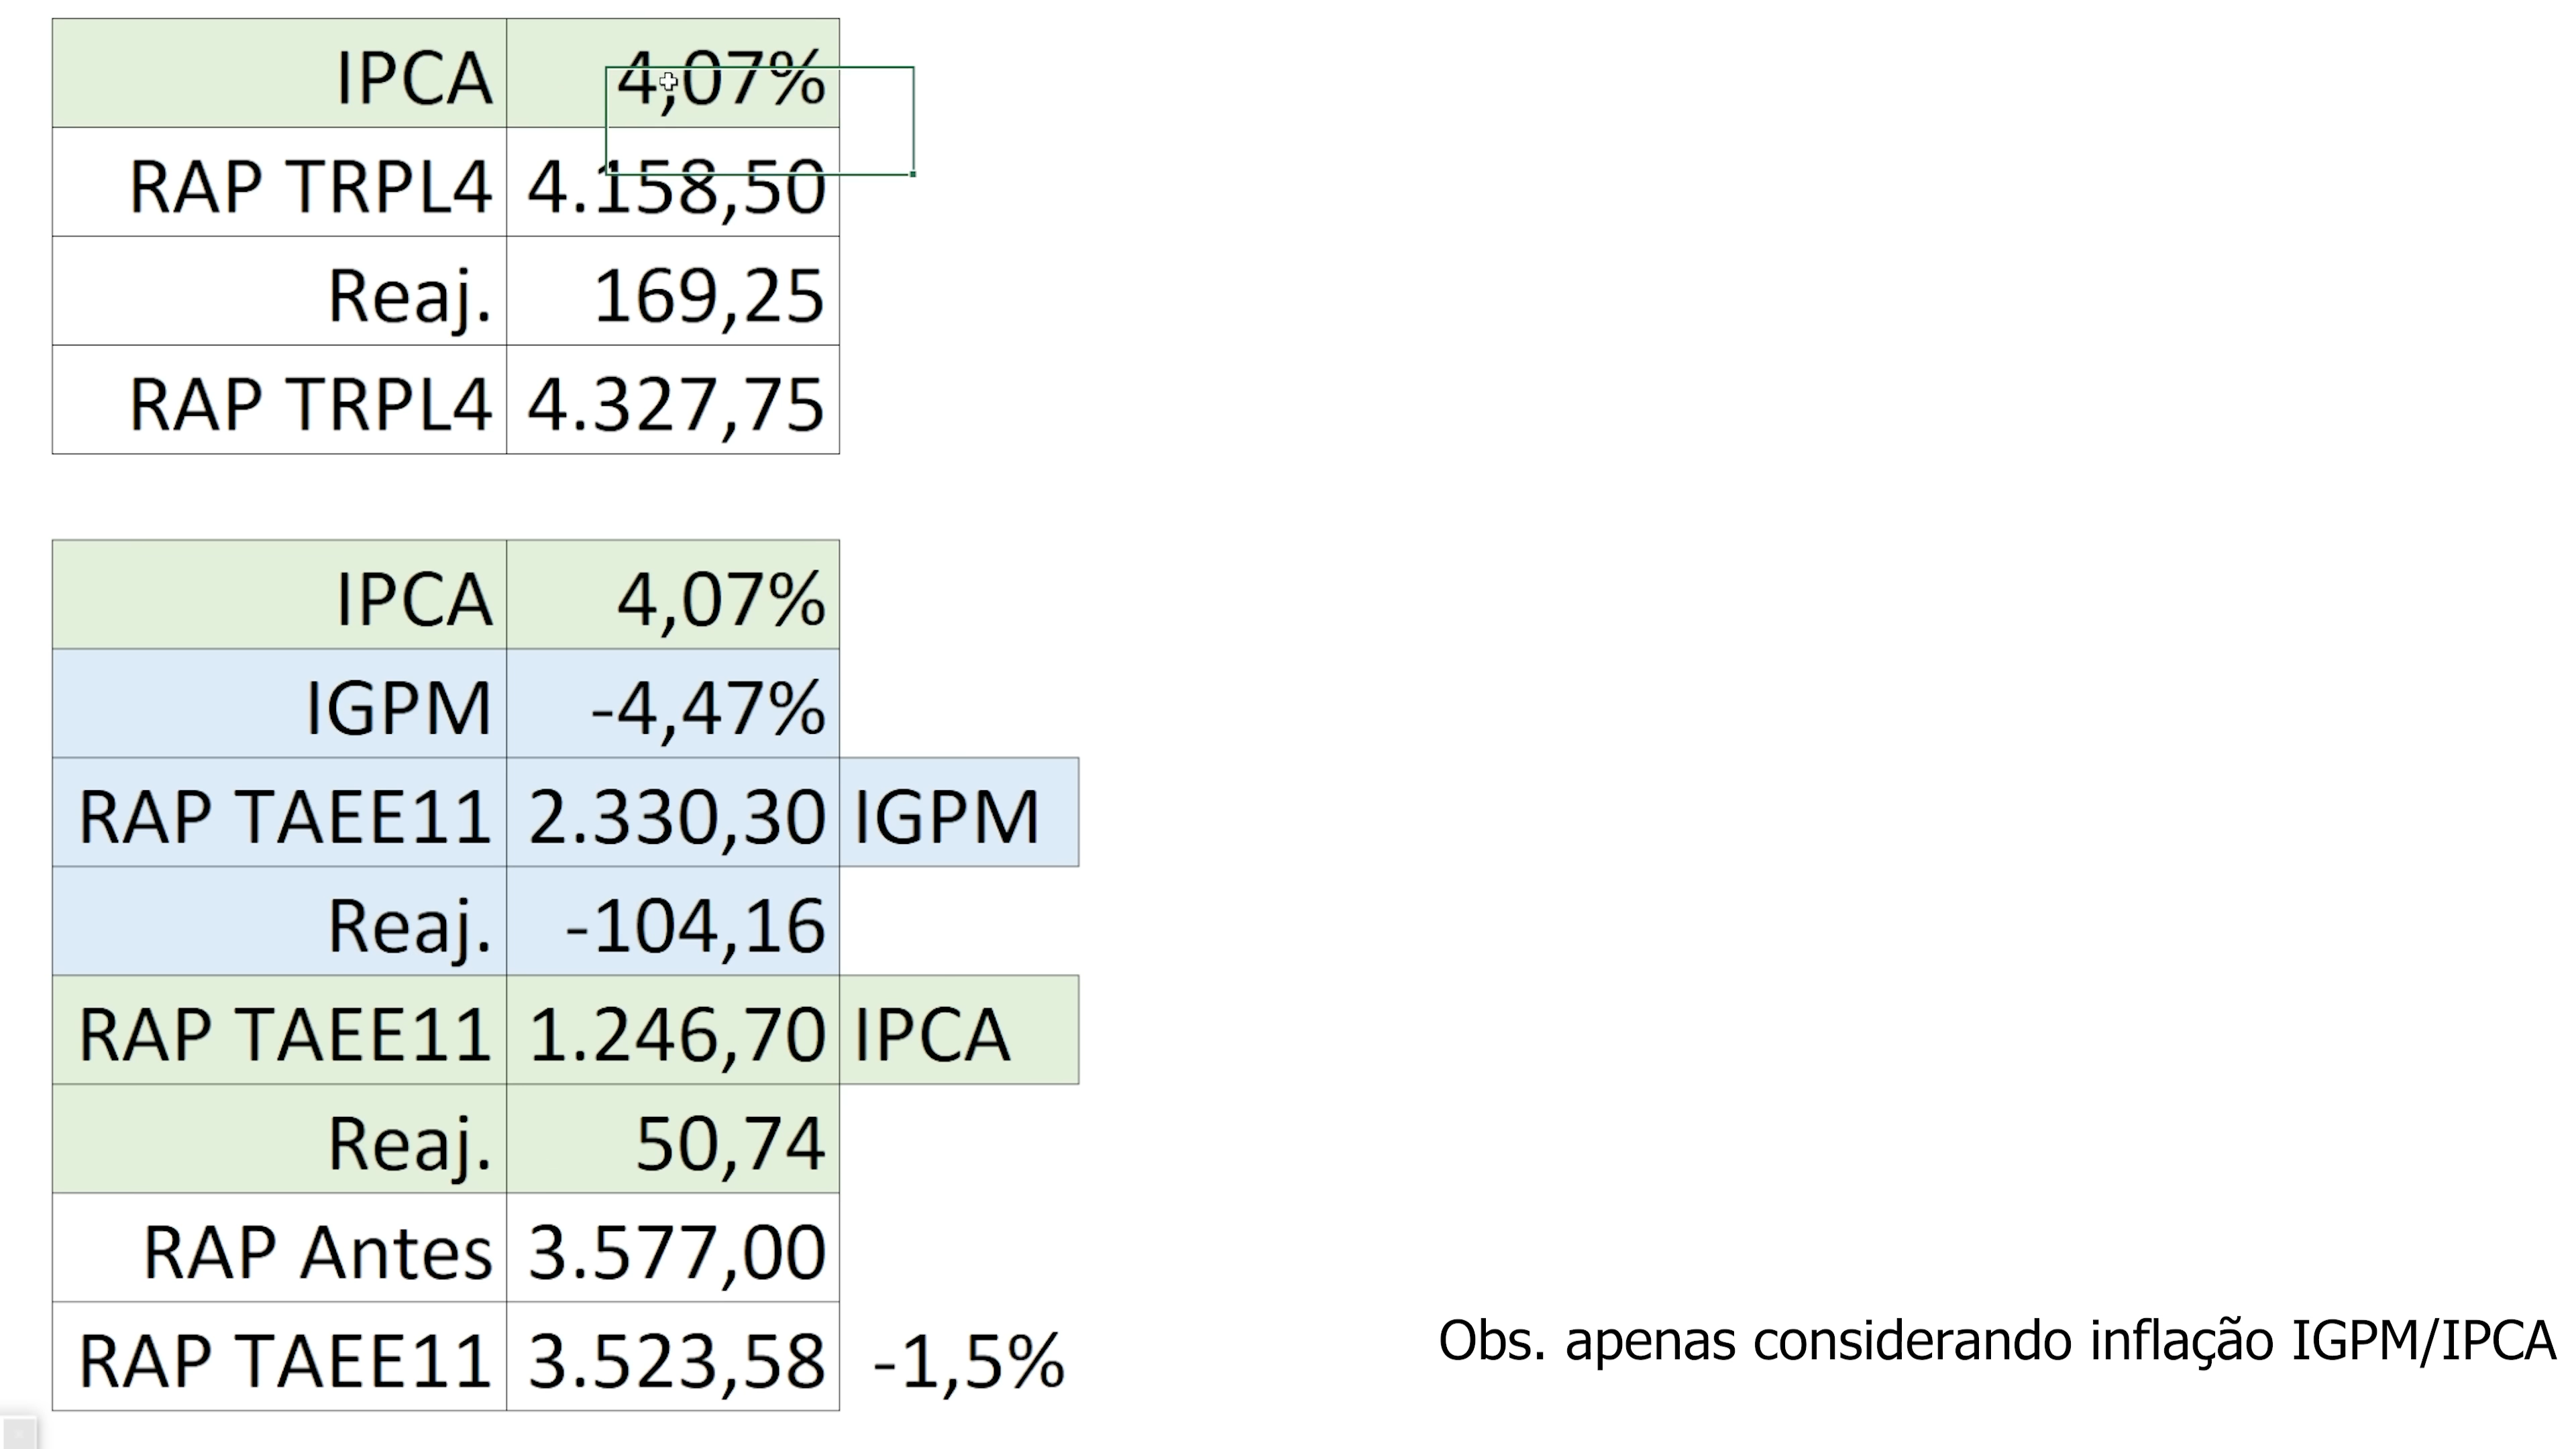 IPCA 4,07%
RAP TRPL4 4.158,50
Reaj. 169,25
RAP TRPL4 4.327,75
IPCA 4,07%
IGPM -4,47%
RAP TAEE11 2.330,30 IGPM
Reaj. -104,16
RAP TAEE11 1.246,70 IPCA
Reaj. 50,74
RAP Antes 3.577,00
RAP TAEE11 3.523,58 -1,5%
Obs. apenas considerando inflação IGPM/IPCA